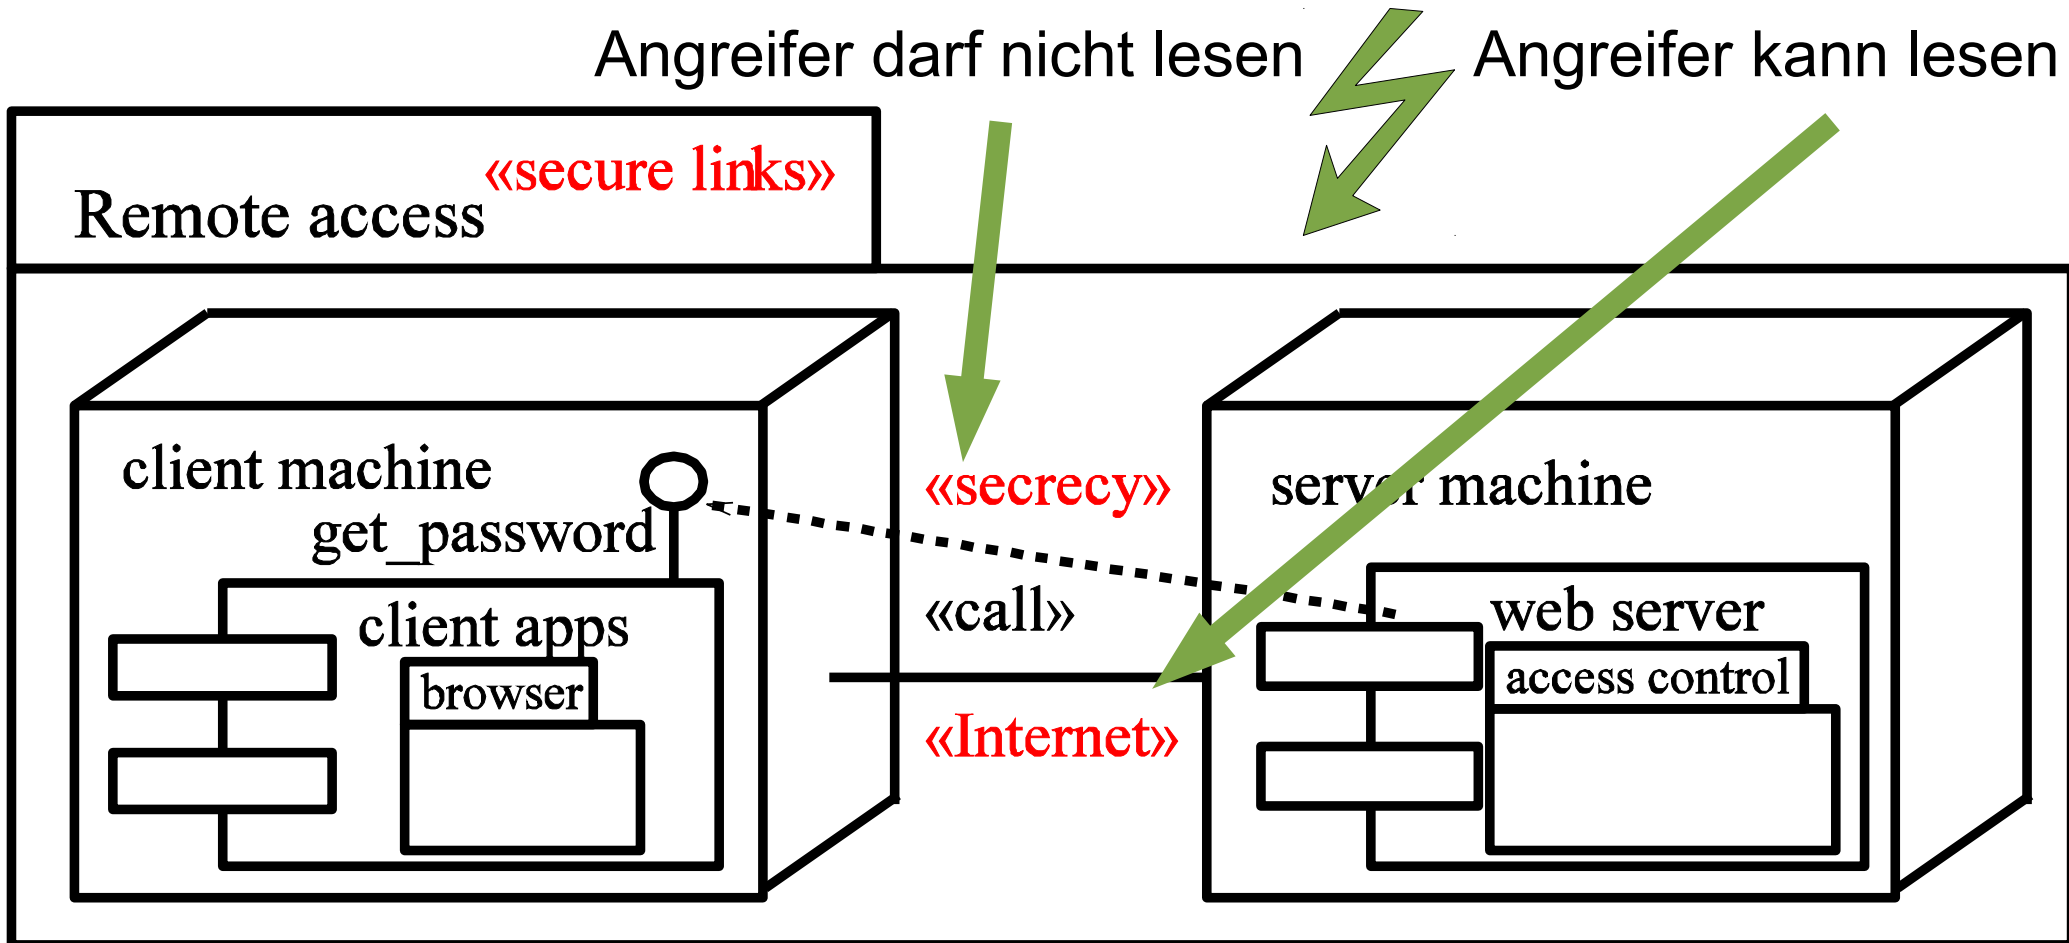 Angreifer darf nicht lesen
Angreifer kann lesen
«secure links»
Remote access
client machine
«secrecy»
server machine
get_password
client apps
«call»
web server
browser
access control
«Internet»